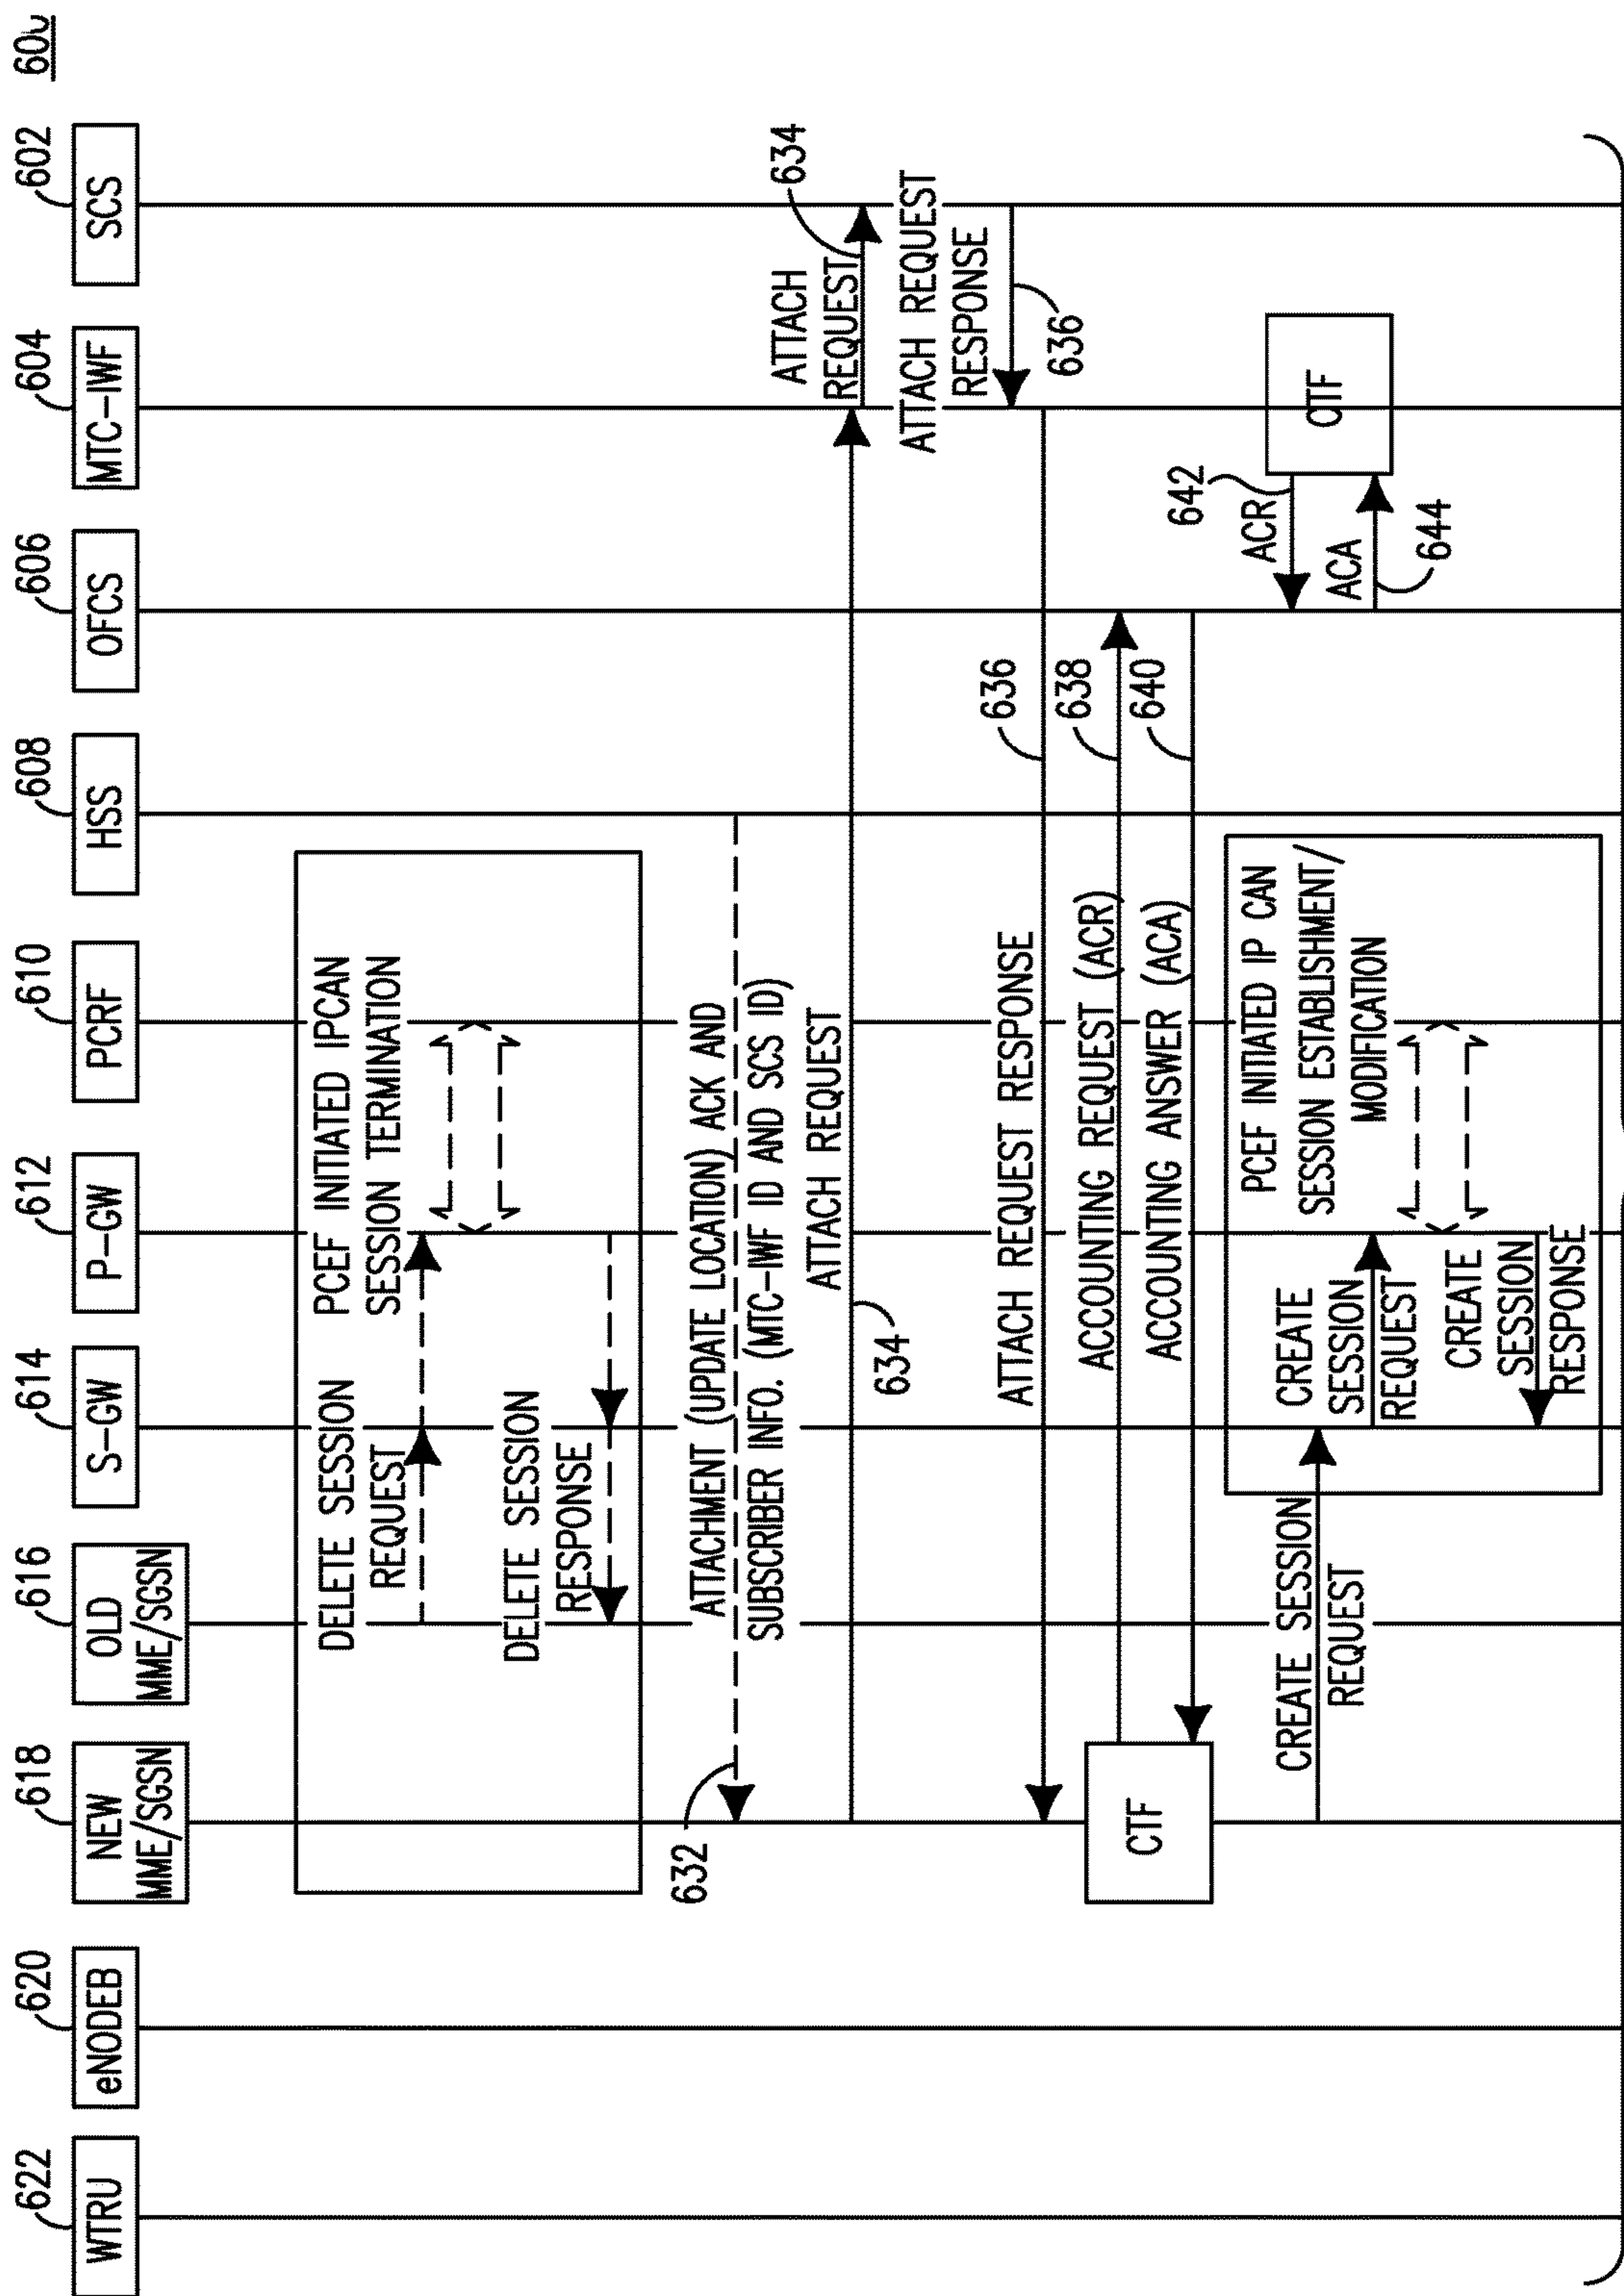 600
622
620
618
616
614
612
610
608
606
604
602
WTRU
eNODEB
NEW
MME/SGSN
OLD
MME/SGSN
S-GW
P-GW
PCRF
HSS
OFCS
MTC-IWF
SCS
DELETE SESSION
REQUEST
PCEF INITIATED IPCAN
SESSION TERMINATION
DELETE SESSION
RESPONSE
632
ATTACHMENT (UPDATE LOCATION) ACK AND
SUBSCRIBER INFO. (MTC-IWF ID AND SCS ID)
ATTACH REQUEST
634
ATTACH
REQUEST
634
ATTACH REQUEST
RESPONSE
636
ATTACH REQUEST RESPONSE
636
ACCOUNTING REQUEST (ACR)
638
ACCOUNTING ANSWER (ACA)
640
CTF
642
ACR
ACA
644
CTF
CREATE SESSION
REQUEST
PCEF INITIATED IP CAN
SESSION ESTABLISHMENT/
MODIFICATION
CREATE
SESSION
REQUEST
CREATE
SESSION
RESPONSE